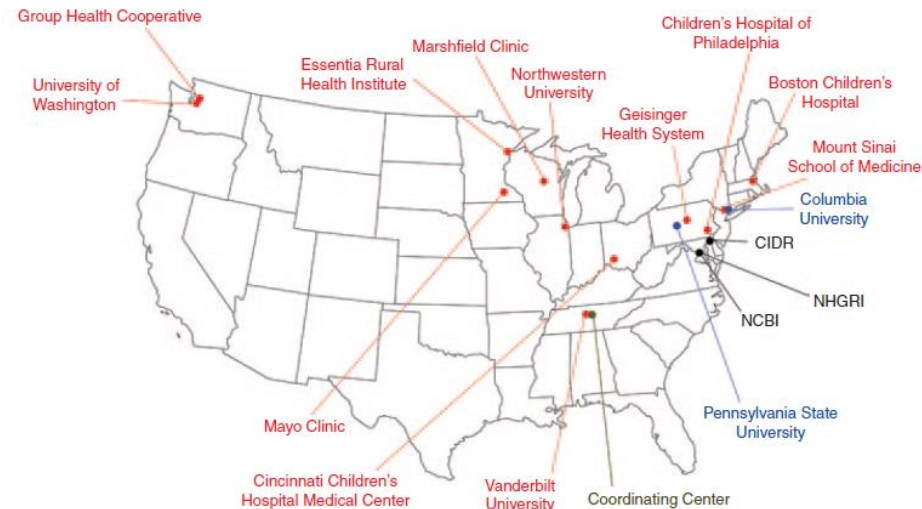 Group Health Cooperative
University of
Washington
Essentia Rural
Health Institute
Marshfield Clinic
Northwestern
University
Children's Hospital of
Philadelphia
Geisinger
Health System
Boston Children's
Hospital
Mount Sinai
School of Medicine
Columbia
University
CIDR
NHGRI
NCBI
Pennsylvania State
University
Mayo Clinic
Cincinnati Children's
Hospital Medical Center
Vanderbilt
University
Coordinating Center